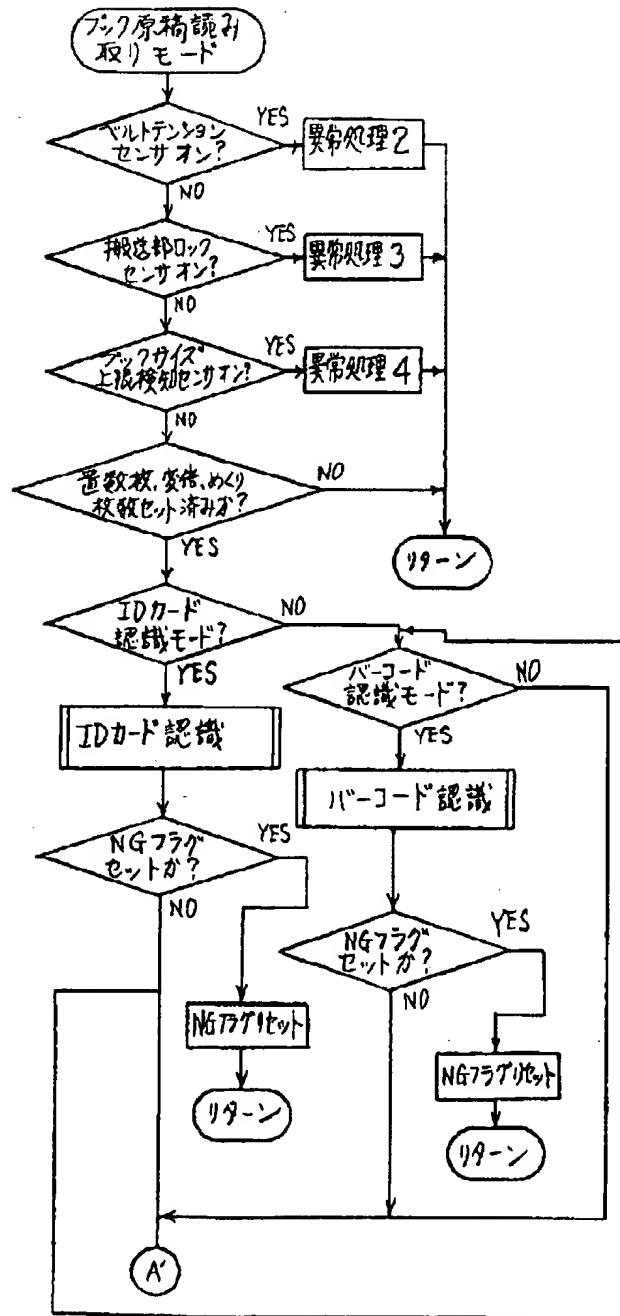 ブック原稿読み
取りモード
ベルトテンション
センサオン?
YES
異常処理2
NO
搬送部ロック
センサオン?
YES
異常処理3
NO
ブックサイズ
上限検知センサオン?
YES
異常処理4
NO
置数枚、変倍、めくり
枚数セット済みか?
NO
YES
リターン
IDカード
認識モード?
NO
YES
バーコード
認識モード?
NO
YES
IDカード認識
バーコード認識
NGフラグ
セットか?
YES
NO
NGフラグ
セットか?
YES
NO
NGフラグリセット
NGフラグリセット
リターン
リターン
A'